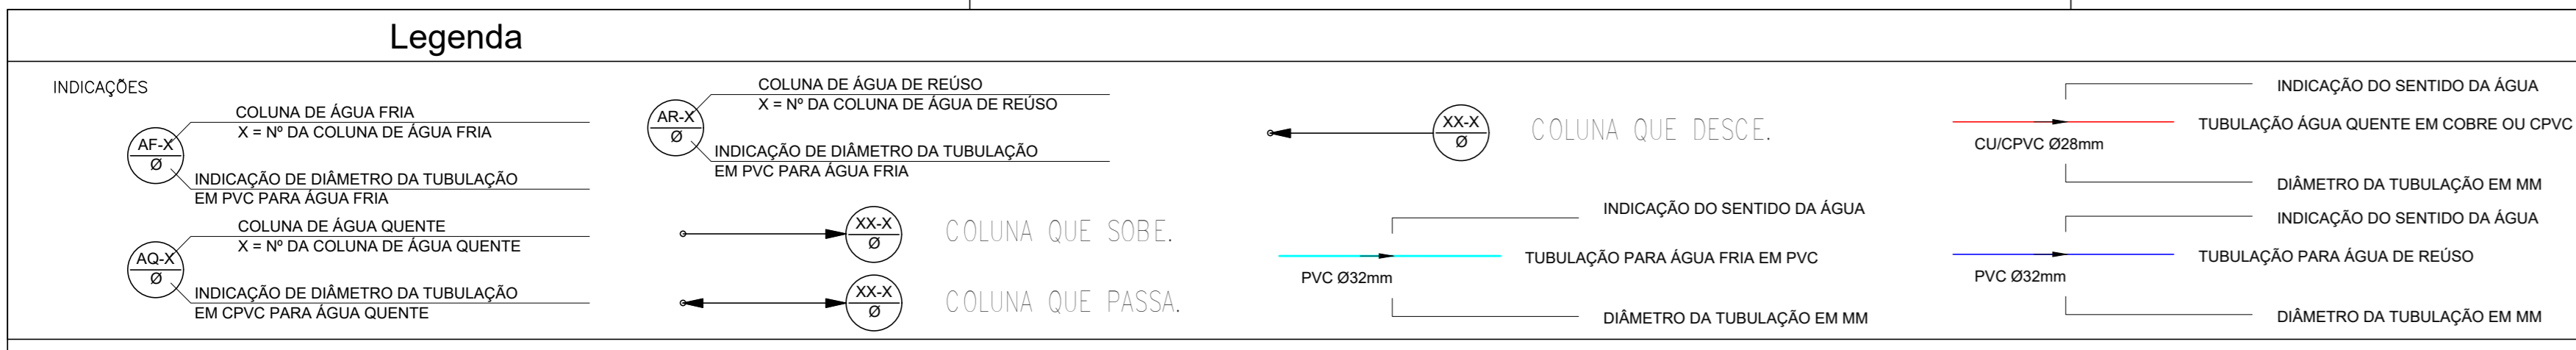 Legenda
INDICAÇÕES
COLUNA DE ÁGUA FRIA
X = Nº DA COLUNA DE ÁGUA FRIA
AF-X
Ø
INDICAÇÃO DE DIÂMETRO DA TUBULAÇÃO
EM PVC PARA ÁGUA FRIA
COLUNA DE ÁGUA QUENTE
X = Nº DA COLUNA DE ÁGUA QUENTE
AQ-X
Ø
INDICAÇÃO DE DIÂMETRO DA TUBULAÇÃO
EM CPVC PARA ÁGUA QUENTE
COLUNA DE ÁGUA DE REÚSO
X = Nº DA COLUNA DE ÁGUA DE REÚSO
AR-X
Ø
INDICAÇÃO DE DIÂMETRO DA TUBULAÇÃO
EM PVC PARA ÁGUA FRIA
XX-X
Ø
COLUNA QUE SOBE.
XX-X
Ø
COLUNA QUE PASSA.
XX-X
Ø
COLUNA QUE DESCE.
INDICAÇÃO DO SENTIDO DA ÁGUA
TUBULAÇÃO PARA ÁGUA FRIA EM PVC
PVC Ø32mm
DIÂMETRO DA TUBULAÇÃO EM MM
INDICAÇÃO DO SENTIDO DA ÁGUA
TUBULAÇÃO ÁGUA QUENTE EM COBRE OU CPVC
CU/CPVC Ø28mm
DIÂMETRO DA TUBULAÇÃO EM MM
INDICAÇÃO DO SENTIDO DA ÁGUA
TUBULAÇÃO PARA ÁGUA DE REÚSO
PVC Ø32mm
DIÂMETRO DA TUBULAÇÃO EM MM